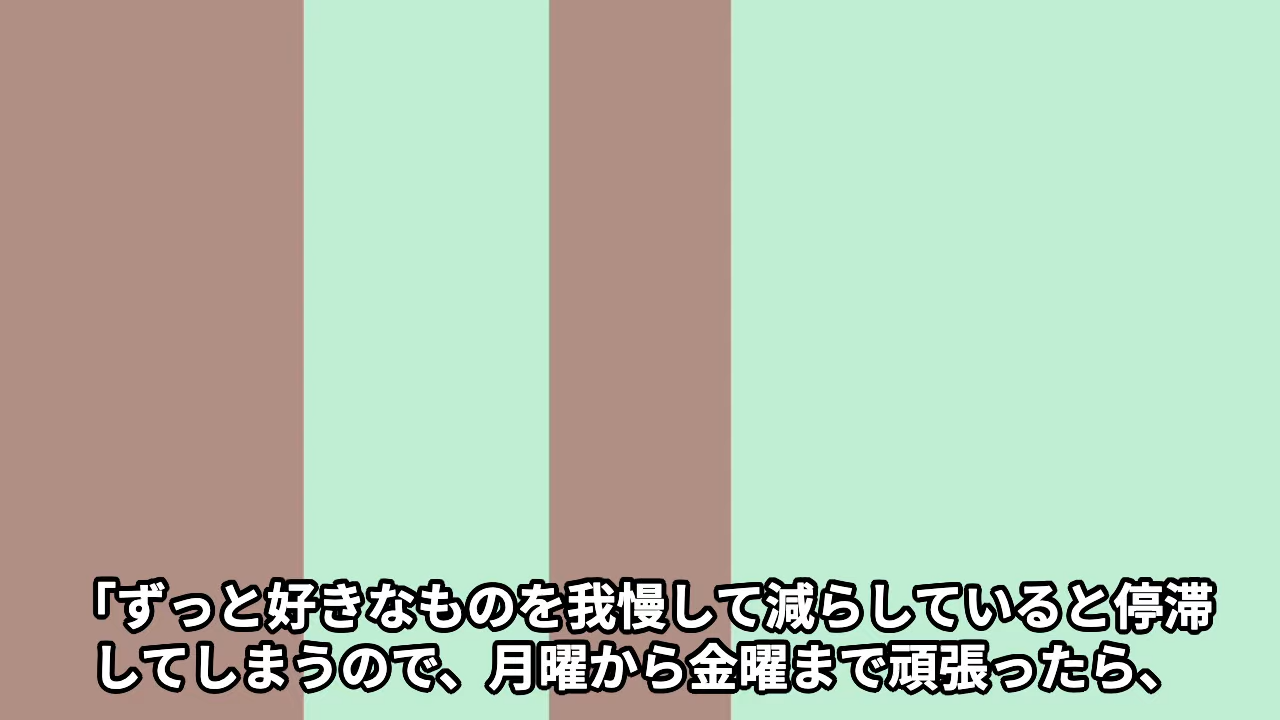 「ずっと好きなものを我慢して減らしていると停滞
してしまうので、月曜から金曜まで頑張ったら、